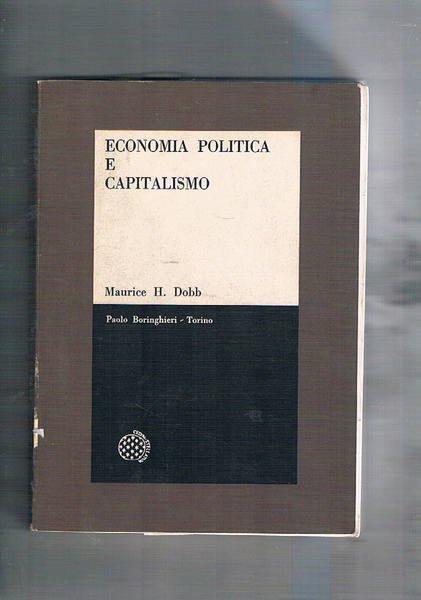 ECONOMIA POLITICA
E
CAPITALISMO
Maurice H. Dobb
Paolo Boringhieri - Torino